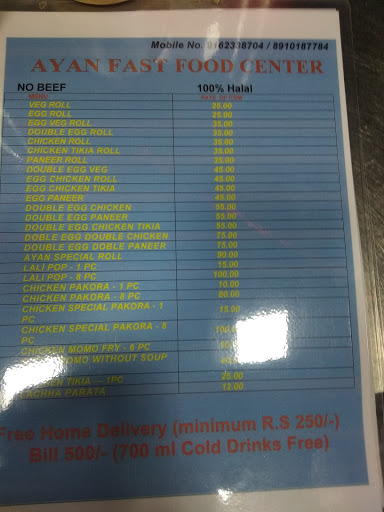 Mobile No. 9162338704 / 8910187784
AYAN FAST FOOD CENTER
NO BEEF 100% Halal
MENU RATE OF ITEM
VEG ROLL 25.00
EGG ROLL 25.00
EGG VEG ROLL 35.00
DOUBLE EGG ROLL 35.00
CHICKEN ROLL 35.00
CHICKEN TIKIA ROLL 35.00
PANEER ROLL 35.00
DOUBLE EGG VEG 45.00
EGG CHICKEN ROLL 45.00
EGG CHICKEN TIKIA 45.00
EGG PANEER 45.00
DOUBLE EGG CHICKEN 55.00
DOUBLE EGG PANEER 55.00
DOUBLE EGG CHICKEN TIKIA 55.00
DOBLE EGG DOUBLE CHICKEN 75.00
DOUBLE EGG DOBLE PANEER 75.00
AYAN SPECIAL ROLL 90.00
LALI POP - 1 PC 15.00
LALI POP - 8 PC 100.00
CHICKEN PAKORA - 1 PC 10.00
CHICKEN PAKORA - 8 PC 80.00
CHICKEN SPECIAL PAKORA - 1 15.00
PC
CHICKEN SPECIAL PAKORA - 8 100.00
PC
CHICKEN MOMO FRY - 6 PC
MOMO WITHOUT SOUP
TIKIA - 1PC 25.00
LACHHA PARATA 12.00
Free Home Delivery (minimum R.S 250/-)
Bill 500/- (700 ml Cold Drinks Free)